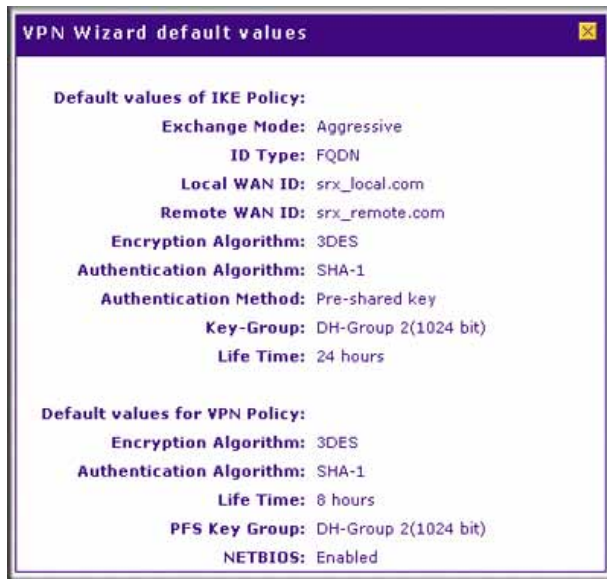 VPN Wizard default values
Default values of IKE Policy:
Exchange Mode: Aggressive
ID Type: FQDN
Local WAN ID: srx_local.com
Remote WAN ID: srx_remote.com
Encryption Algorithm: 3DES
Authentication Algorithm: SHA-1
Authentication Method: Pre-shared key
Key-Group: DH-Group 2(1024 bit)
Life Time: 24 hours
Default values for VPN Policy:
Encryption Algorithm: 3DES
Authentication Algorithm: SHA-1
Life Time: 8 hours
PFS Key Group: DH-Group 2(1024 bit)
NETBIOS: Enabled